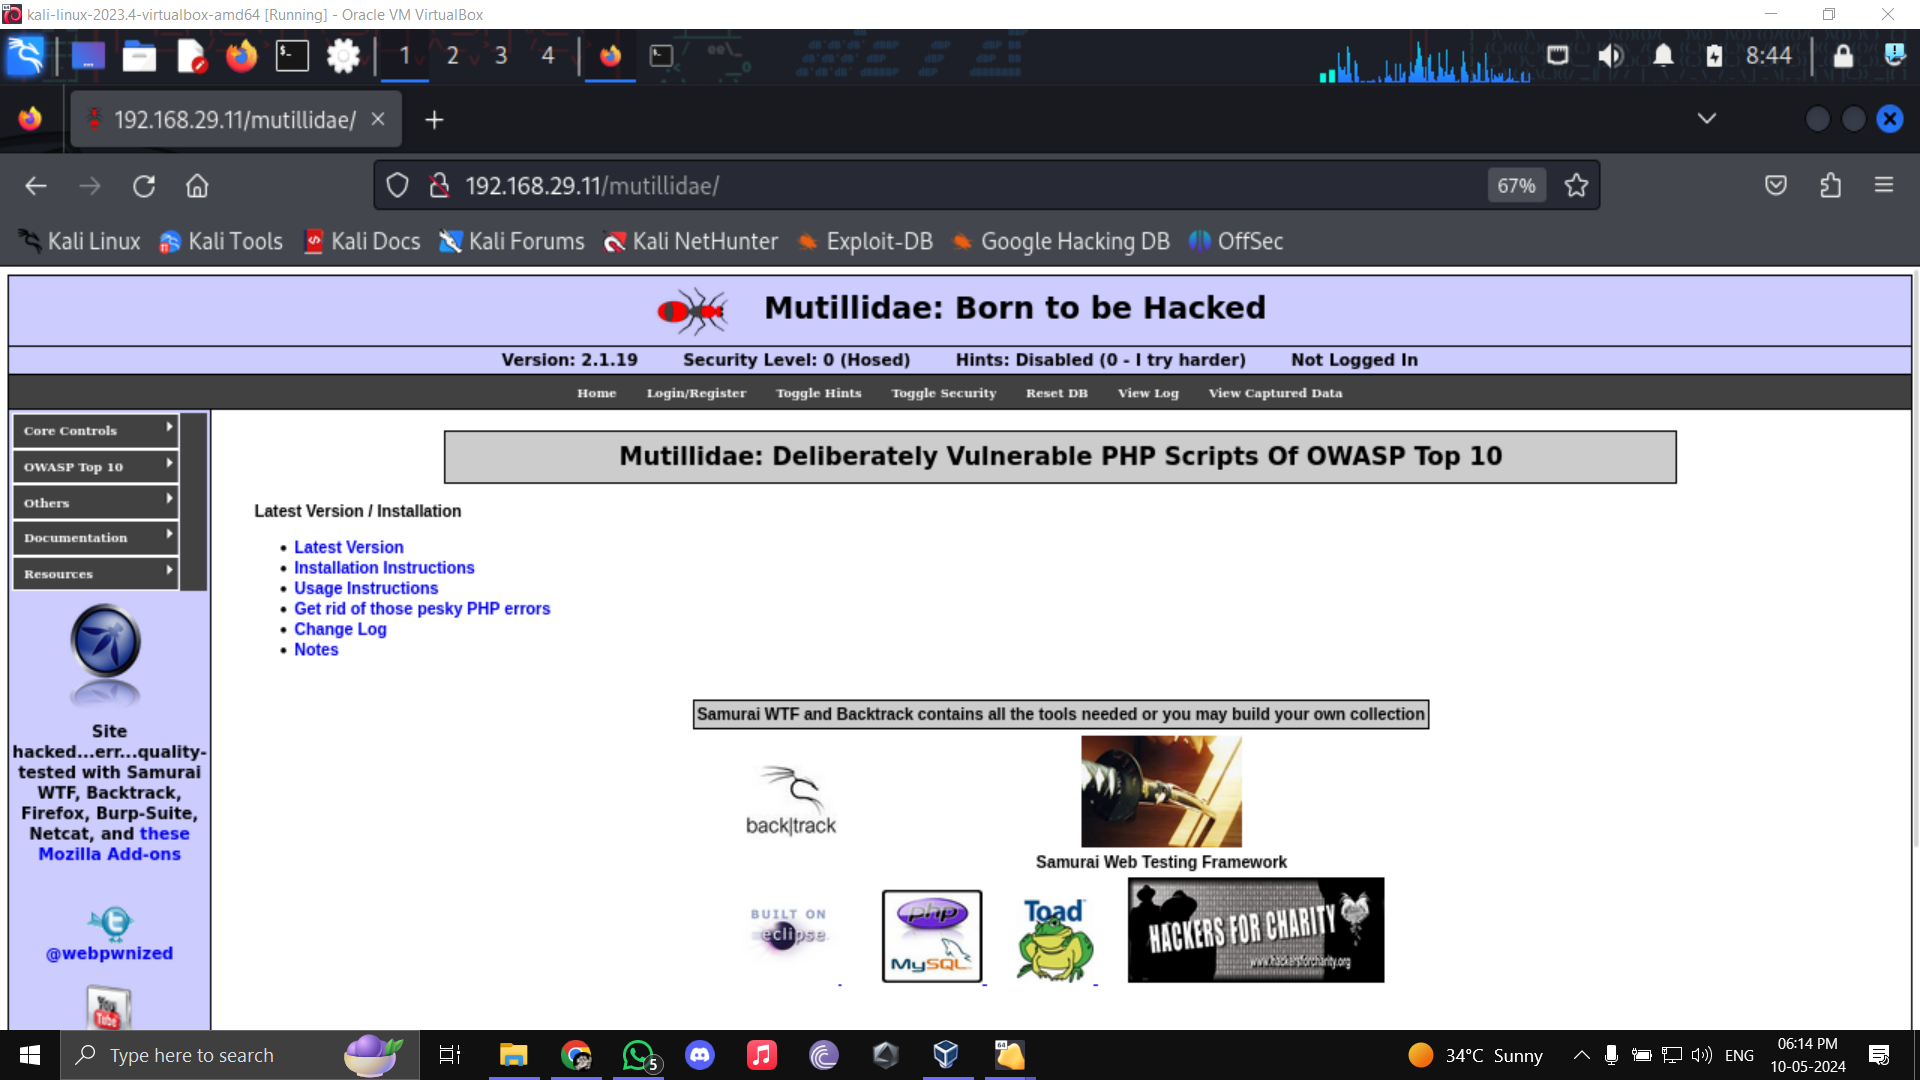 kali-linux-2023.4-virtualbox-amd64 [Running] - Oracle VM VirtualBox
1 2 3 4 8:44
192.168.29.11/mutillidae/
192.168.29.11/mutillidae/ 67%
Kali Linux Kali Tools Kali Docs Kali Forums Kali NetHunter Exploit-DB Google Hacking DB OffSec
Mutillidae: Born to be Hacked
Version: 2.1.19 Security Level: 0 (Hosed) Hints: Disabled (0 - I try harder) Not Logged In
Home Login/Register Toggle Hints Toggle Security Reset DB View Log View Captured Data
Core Controls
OWASP Top 10
Others
Documentation
Resources
Site
hacked...err...quality-
tested with Samurai
WTF, Backtrack,
Firefox, Burp-Suite,
Netcat, and these
Mozilla Add-ons
@webpwnized
You
Tube
Mutillidae: Deliberately Vulnerable PHP Scripts Of OWASP Top 10
Latest Version / Installation
Latest Version
Installation Instructions
Usage Instructions
Get rid of those pesky PHP errors
Change Log
Notes
Samurai WTF and Backtrack contains all the tools needed or you may build your own collection
back|track
Samurai Web Testing Framework
BUILT ON
eclipse
php
MySQL
Toad
HACKERS FOR CHARITY
www.hackersforcharity.org
Type here to search
5
64
34°C Sunny
ENG
06:14 PM
10-05-2024